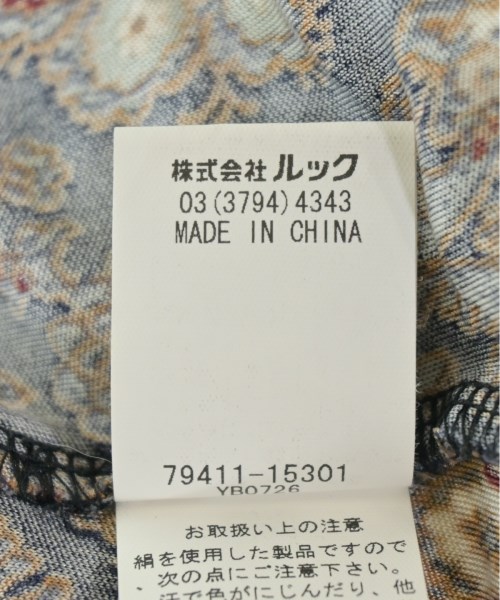 株式会社 ルック
03(3794)4343
MADE IN CHINA
79411-15301
YB0726
お取扱い上の注意
絹を使用した製品ですので
次の点にご注意下さい。
、汗で色がにじんだり、他